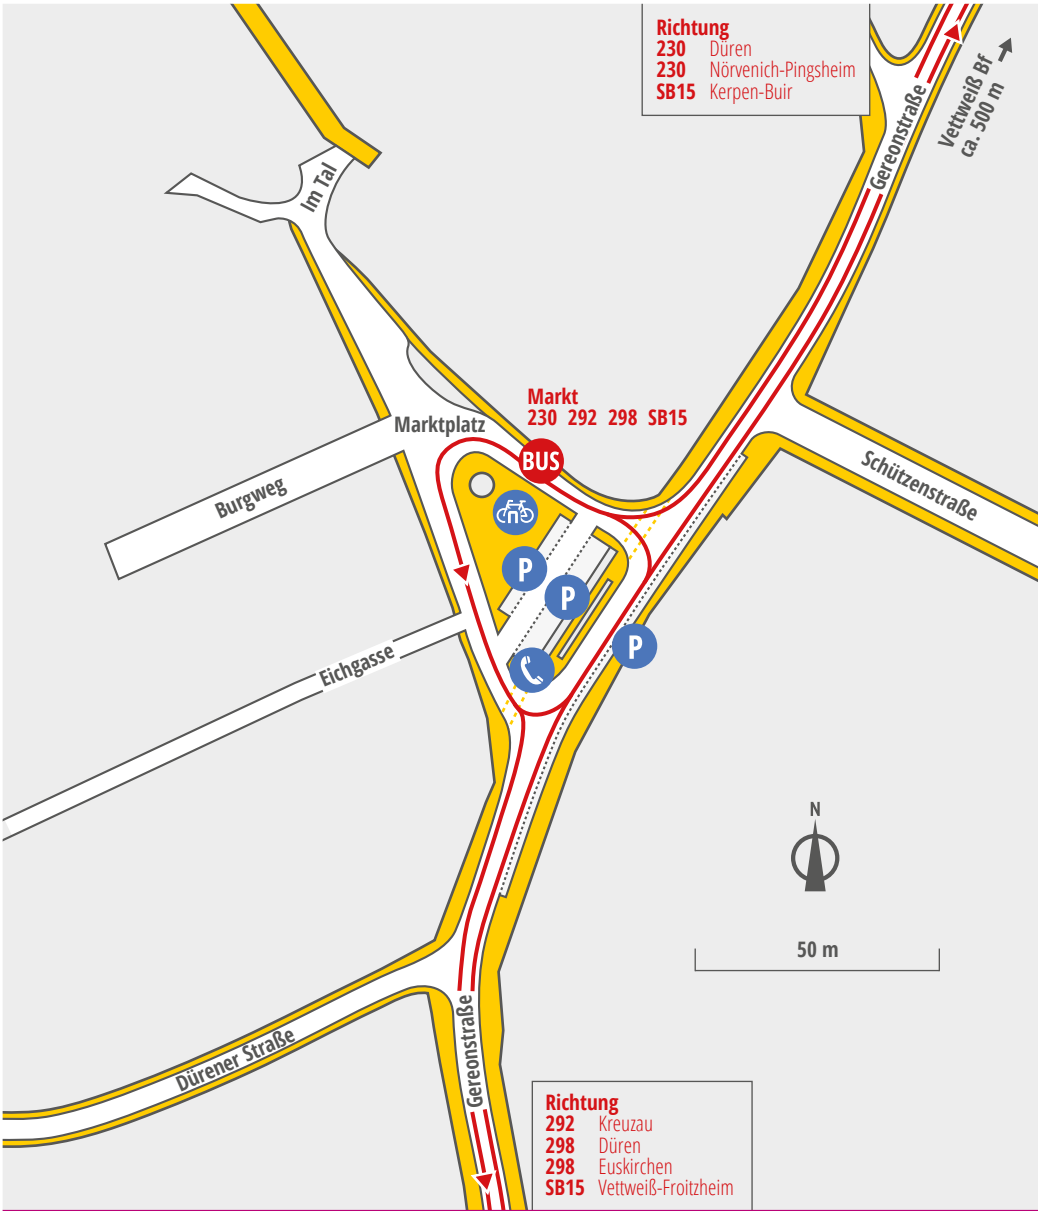 Richtung
230 Düren
230 Nörvenich-Pingsheim
SB15 Kerpen-Buir
Vettweiß Bf
ca. 500 m
Gereonstraße
Im Tal
Markt
230 292 298 SB15
Marktplatz
BUS
Schützenstraße
Burgweg
P
P
P
Eichgasse
N
50 m
Gereonstraße
Dürener Straße
Richtung
292 Kreuzau
298 Düren
298 Euskirchen
SB15 Vettweiß-Froitzheim